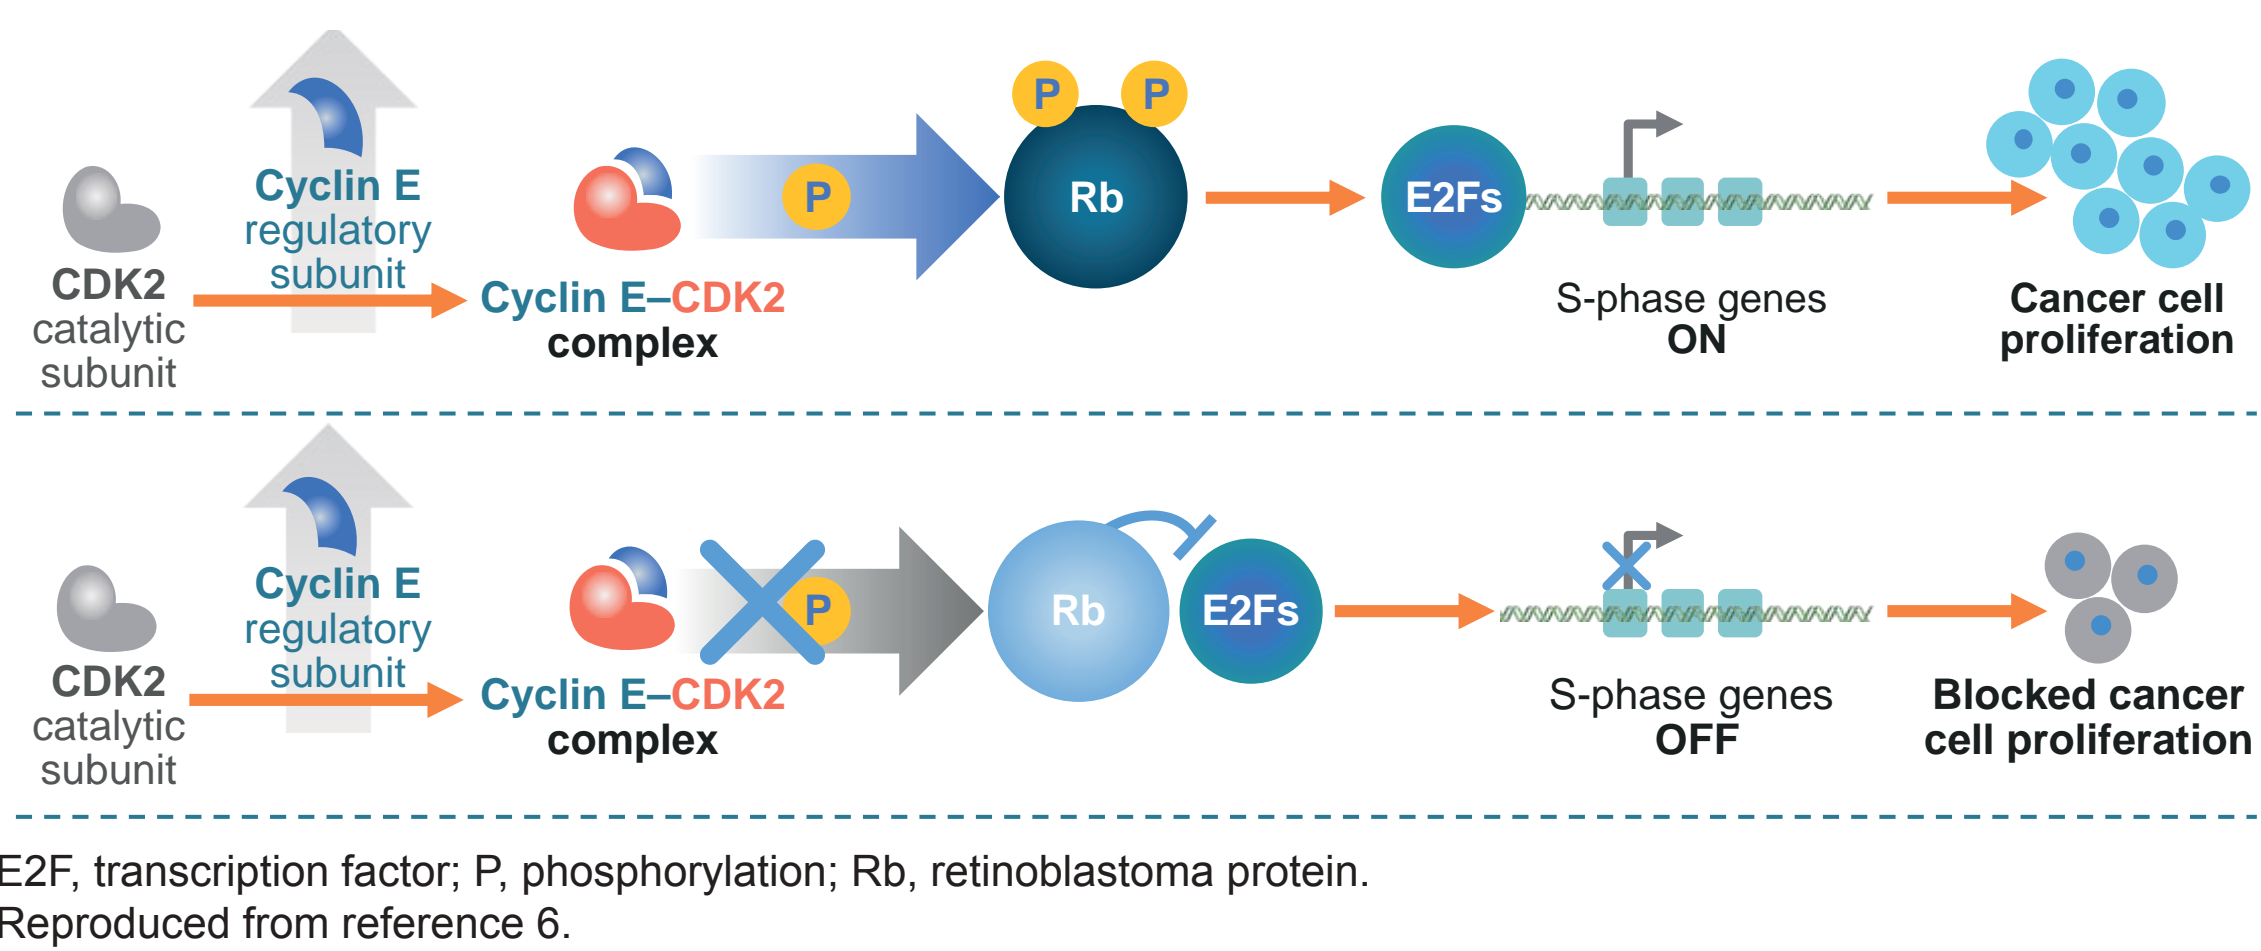 CDK2
catalytic
subunit
Cyclin E
regulatory
subunit
Cyclin E–CDK2
complex
P
P
P
Rb
E2Fs
S-phase genes
ON
Cancer cell
proliferation
CDK2
catalytic
subunit
Cyclin E
regulatory
subunit
Cyclin E–CDK2
complex
P
Rb
E2Fs
S-phase genes
OFF
Blocked cancer
cell proliferation
E2F, transcription factor; P, phosphorylation; Rb, retinoblastoma protein.
Reproduced from reference 6.